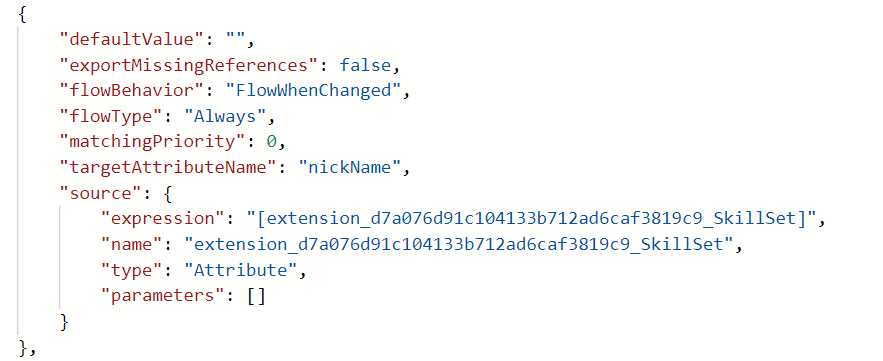 {
"defaultValue": "",
"exportMissingReferences": false,
"flowBehavior": "FlowWhenChanged",
"flowType": "Always",
"matchingPriority": 0,
"targetAttributeName": "nickName",
"source": {
"expression": "[extension_d7a076d91c104133b712ad6caf3819c9_SkillSet]",
"name": "extension_d7a076d91c104133b712ad6caf3819c9_SkillSet",
"type": "Attribute",
"parameters": []
}
},